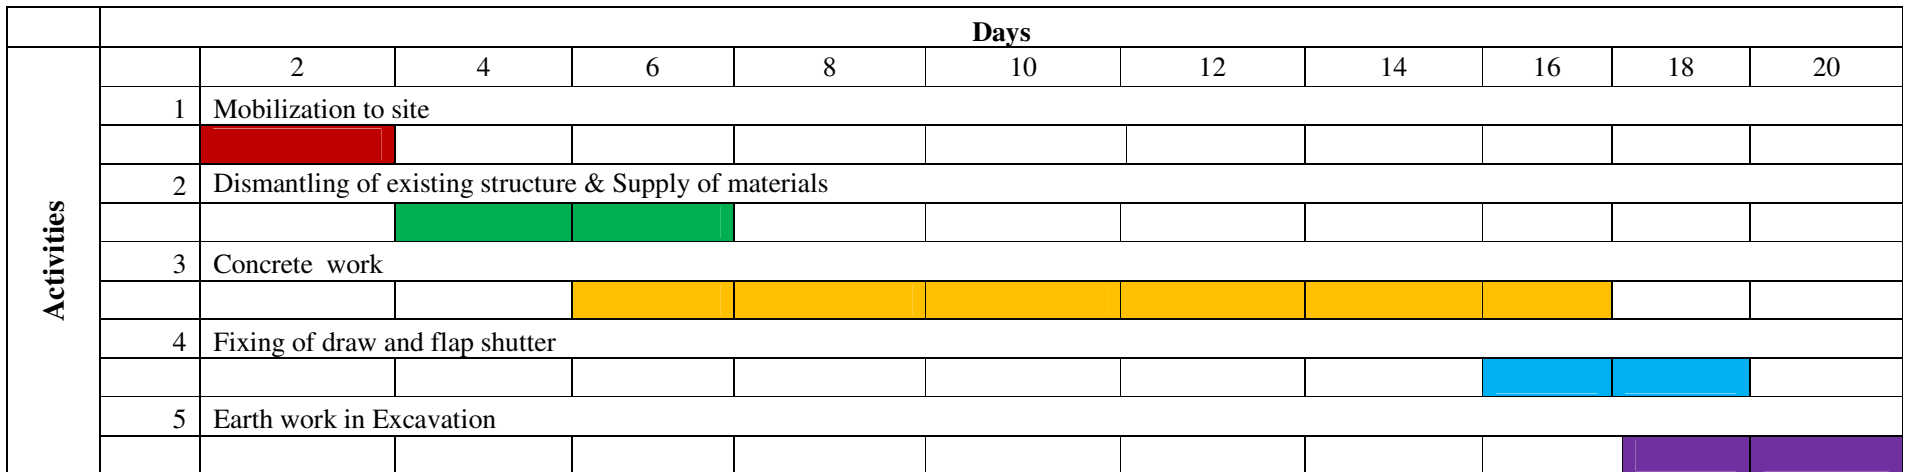 Days
2 4 6 8 10 12 14 16 18 20
Activities
1 Mobilization to site
2 Dismantling of existing structure & Supply of materials
3 Concrete work
4 Fixing of draw and flap shutter
5 Earth work in Excavation